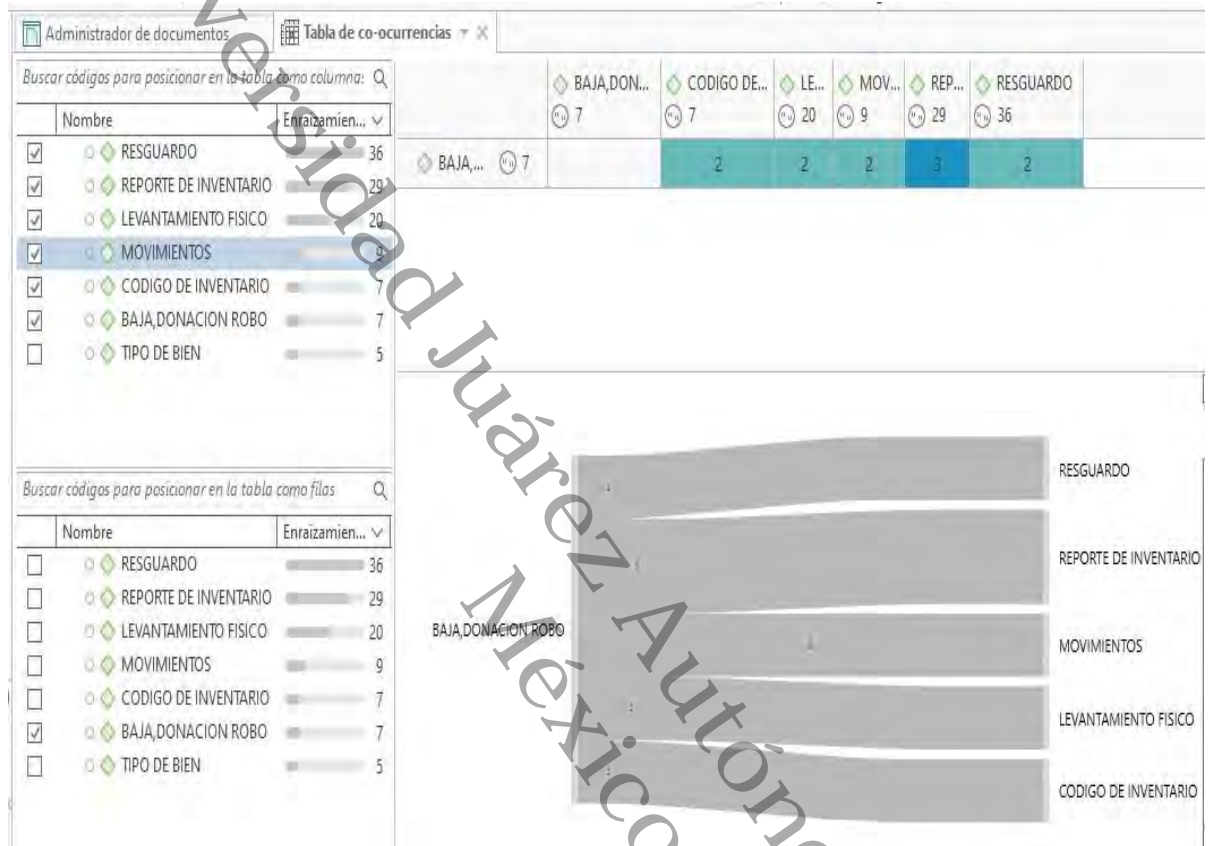 Administrador de documentos
Tabla de co-ocurrencias
Buscar códigos para posicionar en la tabla como columna:
Nombre Enraizamien...
RESGUARDO 36
REPORTE DE INVENTARIO 29
LEVANTAMIENTO FISICO 20
MOVIMIENTOS 9
CODIGO DE INVENTARIO 7
BAJA,DONACION ROBO 7
TIPO DE BIEN 5
BAJA,DON... CODIGO DE... LE... MOV... REP... RESGUARDO
7 7 20 9 29 36
BAJA,... 7 2 2 2 3 2
Buscar códigos para posicionar en la tabla como filas
Nombre Enraizamien...
RESGUARDO 36
REPORTE DE INVENTARIO 29
LEVANTAMIENTO FISICO 20
MOVIMIENTOS 9
CODIGO DE INVENTARIO 7
BAJA,DONACION ROBO 7
TIPO DE BIEN 5
BAJA,DONACION ROBO
RESGUARDO
REPORTE DE INVENTARIO
MOVIMIENTOS
LEVANTAMIENTO FISICO
CODIGO DE INVENTARIO
versidad Juárez Autóno
México